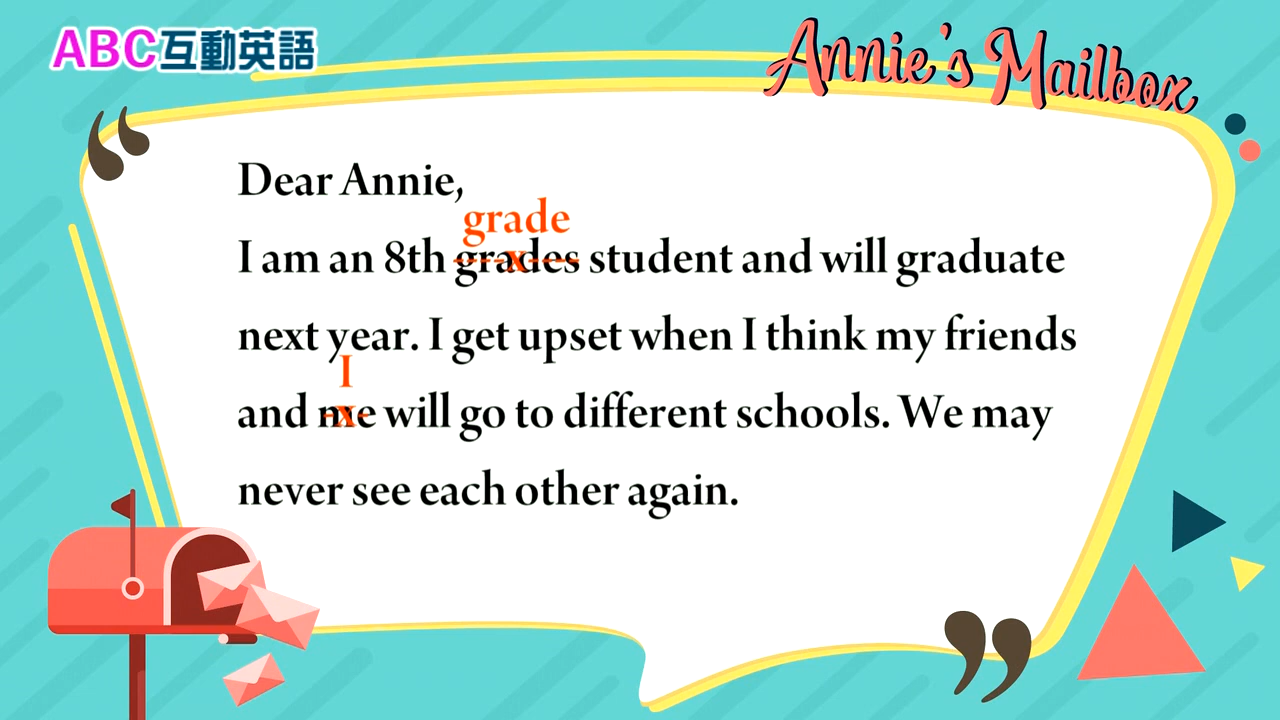 ABC互動英語
Annie's Mailbox
Dear Annie,
grade
I am an 8th grades student and will graduate
x
next year. I get upset when I think my friends
I
and me will go to different schools. We may
x
never see each other again.